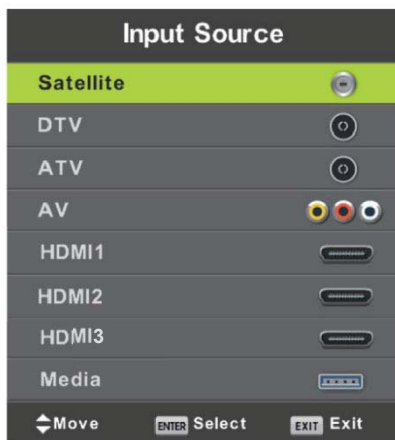 Input Source
Satellite
DTV
ATV
AV
HDMI1
HDMI2
HDMI3
Media
Move ENTER Select EXIT Exit